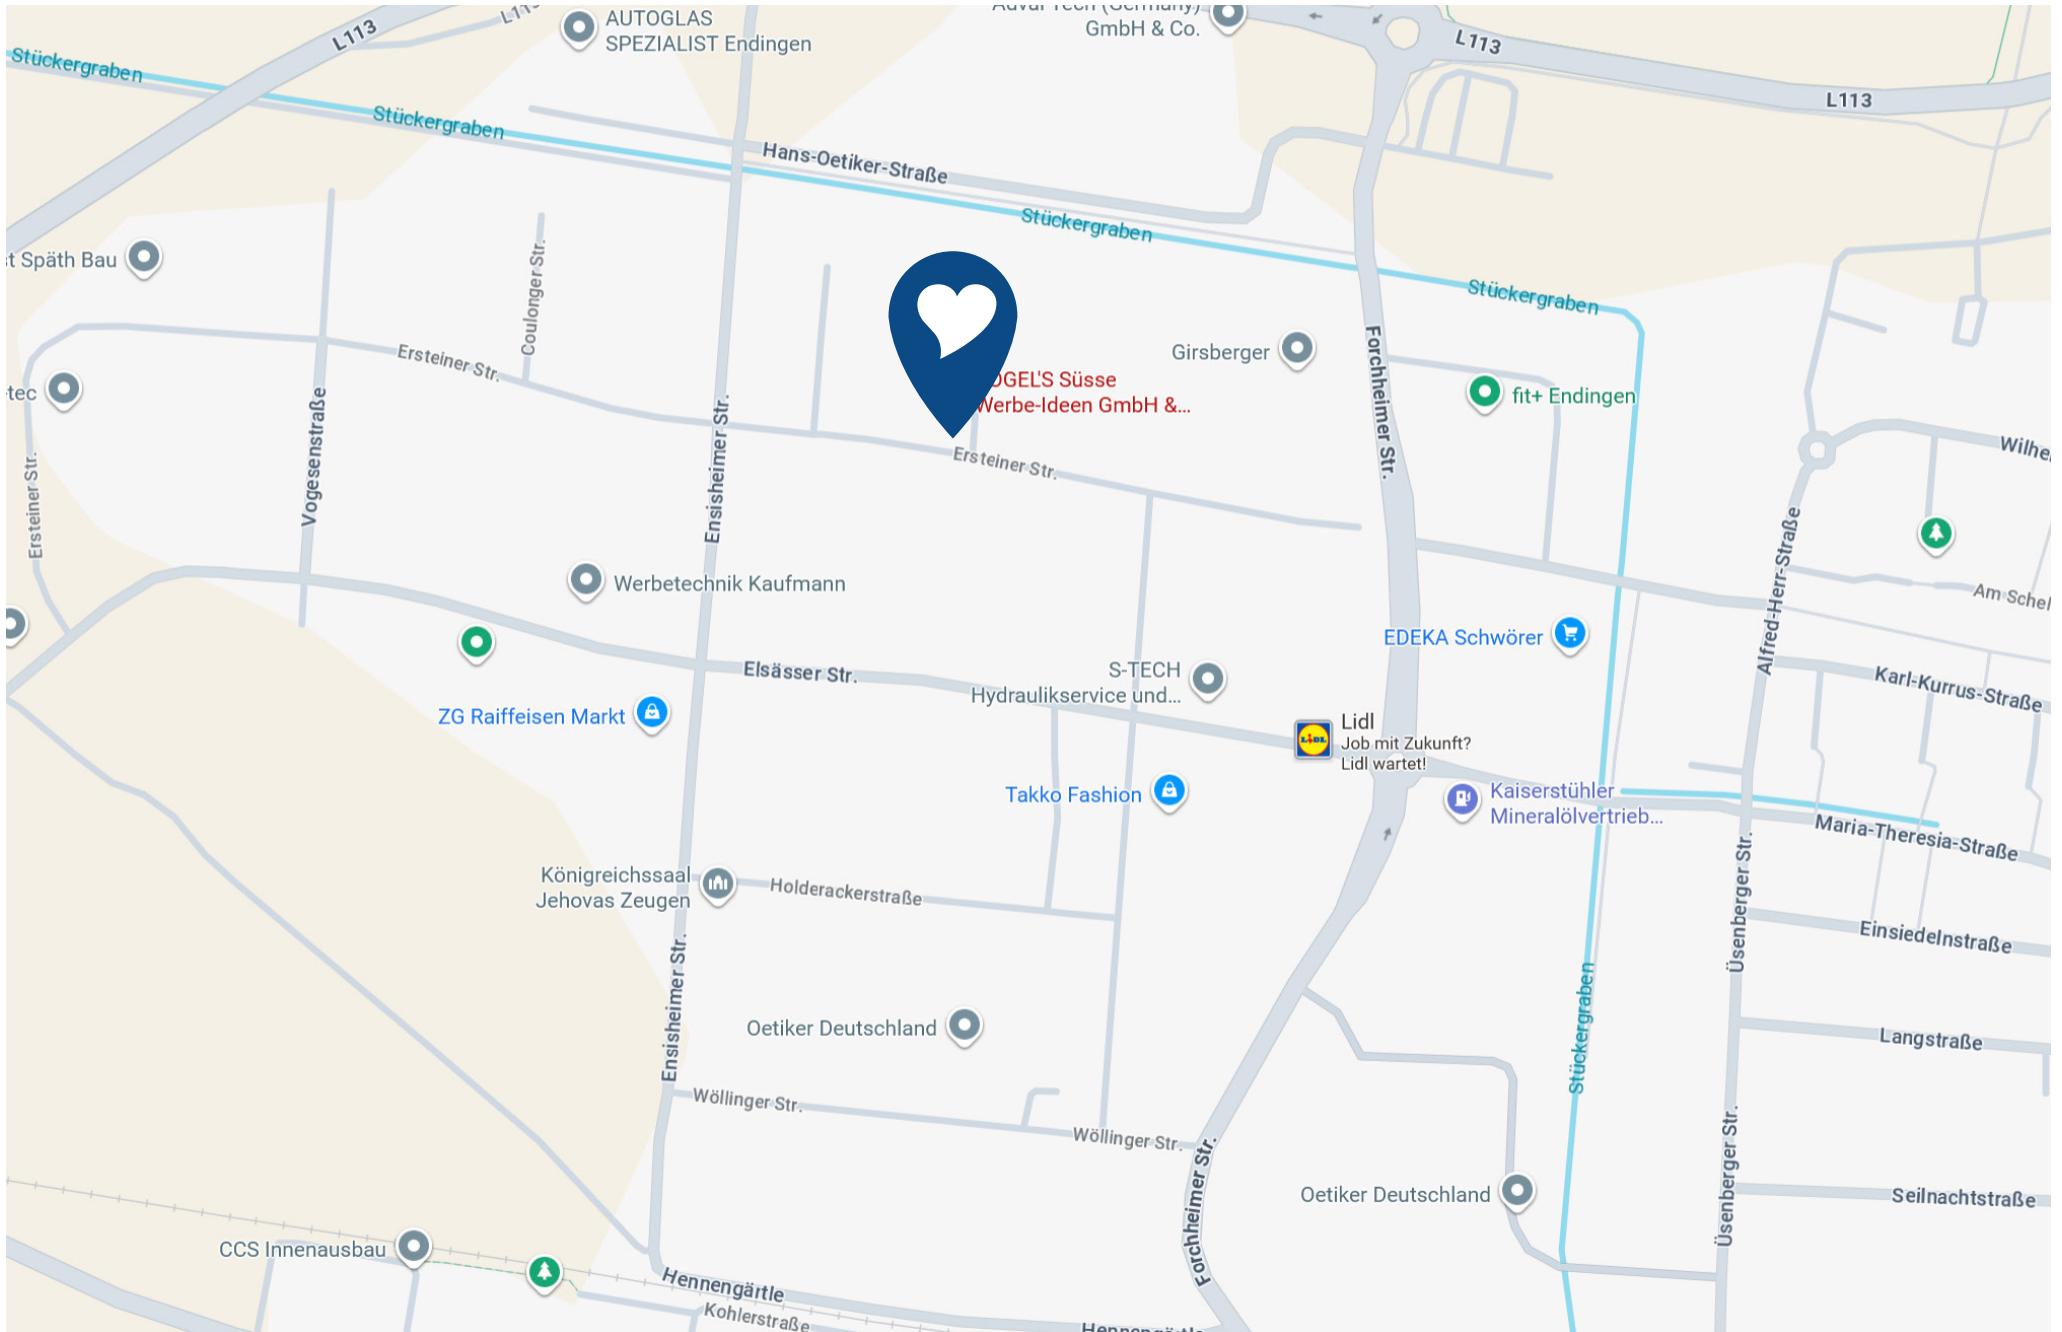 L113
AUTOGLAS
SPEZIALIST Endingen
GmbH & Co.
L113
L113
Stückergraben
Stückergraben
Hans-Oetiker-Straße
Stückergraben
Stückergraben
st Späth Bau
Coulonger Str.
Ersteiner Str.
Girsberger
Forchheimer Str.
OGEL'S Süsse
Werbe-Ideen GmbH &...
fit+ Endingen
tec
Vogesenstraße
Ensisheimer Str.
Ersteiner Str.
Ersteiner Str.
Alfred-Herr-Straße
Werbetechnik Kaufmann
EDEKA Schwörer
Elsässer Str.
S-TECH
Hydraulikservice und...
Karl-Kurrus-Straße
ZG Raiffeisen Markt
LIDL
Lidl
Job mit Zukunft?
Lidl wartet!
Takko Fashion
Kaiserstühler
Mineralölvertrieb...
Maria-Theresia-Straße
Königreichssaal
Jehovas Zeugen
Holderackerstraße
Üsenberger Str.
Einsiedelnstraße
Ensisheimer Str.
Oetiker Deutschland
Stückergraben
Langstraße
Wöllinger Str.
Wöllinger Str.
Forchheimer Str.
Üsenberger Str.
Oetiker Deutschland
Seilnachtstraße
CCS Innenausbau
Hennengärtle
Kohlerstraße